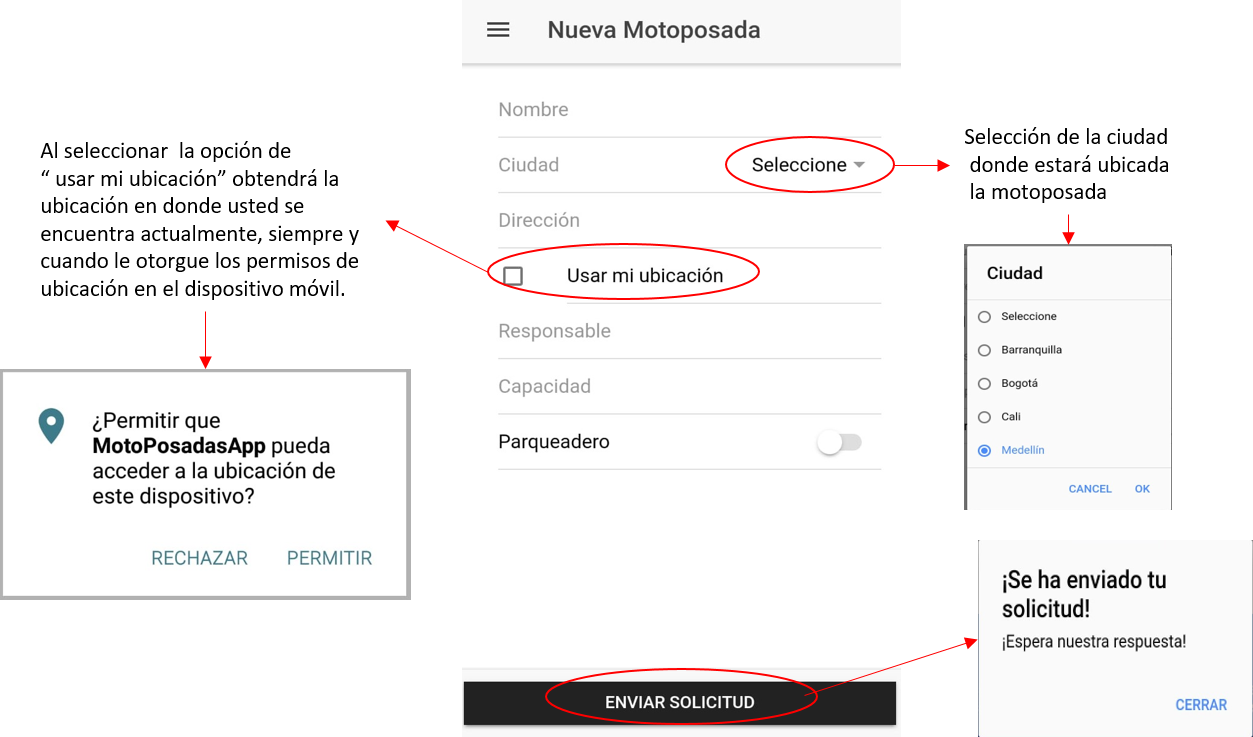 Nueva Motoposada
Nombre
Ciudad
Seleccione
Dirección
Usar mi ubicación
Responsable
Capacidad
Parqueadero
ENVIAR SOLICITUD
Al seleccionar la opción de
“ usar mi ubicación” obtendrá la
ubicación en donde usted se
encuentra actualmente, siempre y
cuando le otorgue los permisos de
ubicación en el dispositivo móvil.
¿Permitir que
MotoPosadasApp pueda
acceder a la ubicación de
este dispositivo?
RECHAZAR PERMITIR
Selección de la ciudad
donde estará ubicada
la motoposada
Ciudad
Seleccione
Barranquilla
Bogotá
Cali
Medellín
CANCEL OK
¡Se ha enviado tu
solicitud!
¡Espera nuestra respuesta!
CERRAR